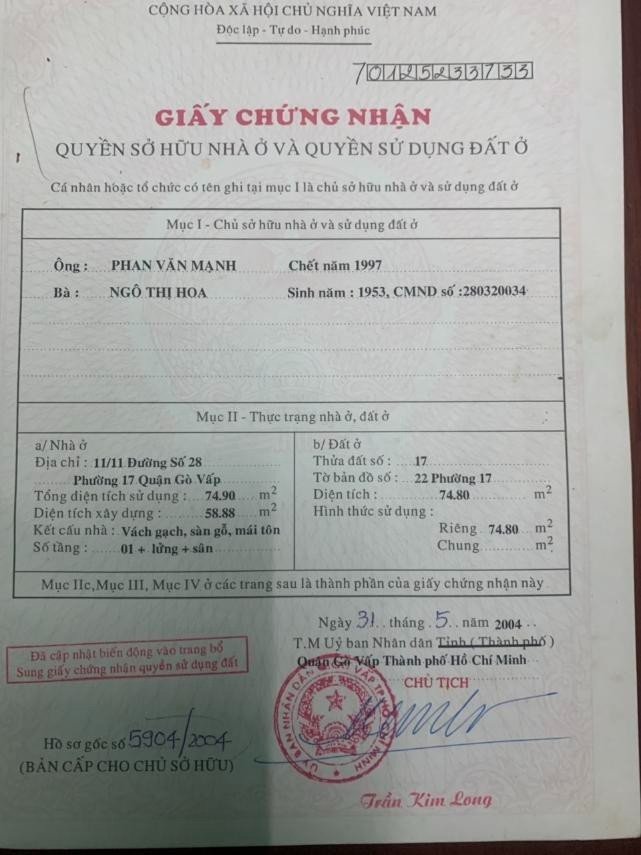 CỘNG HÒA XÃ HỘI CHỦ NGHĨA VIỆT NAM
Độc lập - Tự do - Hạnh phúc
70125233733
GIẤY CHỨNG NHẬN
QUYỀN SỞ HỮU NHÀ Ở VÀ QUYỀN SỬ DỤNG ĐẤT Ở
Cá nhân hoặc tổ chức có tên ghi tại mục I là chủ sở hữu nhà ở và sử dụng đất ở
Mục I - Chủ sở hữu nhà ở và sử dụng đất ở
Ông : PHAN VĂN MẠNH Chết năm 1997
Bà : NGÔ THỊ HOA Sinh năm : 1953, CMND số :280320034
Mục II - Thực trạng nhà ở, đất ở
a/ Nhà ở
Địa chỉ : 11/11 Đường Số 28
Phường 17 Quận Gò Vấp
Tổng diện tích sử dụng : 74.90 m2
Diện tích xây dựng : 58.88 m2
Kết cấu nhà : Vách gạch, sàn gỗ, mái tôn
Số tầng : 01 + lửng + sân
b/ Đất ở
Thửa đất số : 17
Tờ bản đồ số : 22 Phường 17
Diện tích : 74.80 m2
Hình thức sử dụng :
Riêng 74.80 m2
Chung m2
Mục IIc,Mục III, Mục IV ở các trang sau là thành phần của giấy chứng nhận này
Ngày 31 tháng 5 năm 2004
T.M Uỷ ban Nhân dân Tỉnh ( Thành phố )
Quận Gò Vấp Thành phố Hồ Chí Minh
CHỦ TỊCH
Đã cập nhật biến động vào trang bổ
Sung giấy chứng nhận quyền sử dụng đất
Hồ sơ gốc số 5904/2004
(BẢN CẤP CHO CHỦ SỞ HỮU)
Trần Kim Long